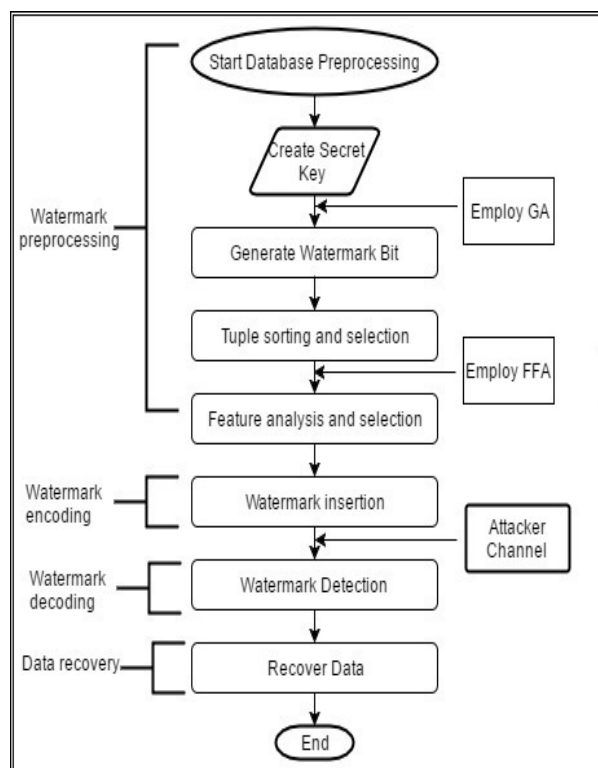 Start Database Preprocessing
Create Secret
Key
Employ GA
Watermark
preprocessing
Generate Watermark Bit
Tuple sorting and selection
Employ FFA
Feature analysis and selection
Watermark
encoding
Watermark insertion
Attacker
Channel
Watermark
decoding
Watermark Detection
Data recovery
Recover Data
End